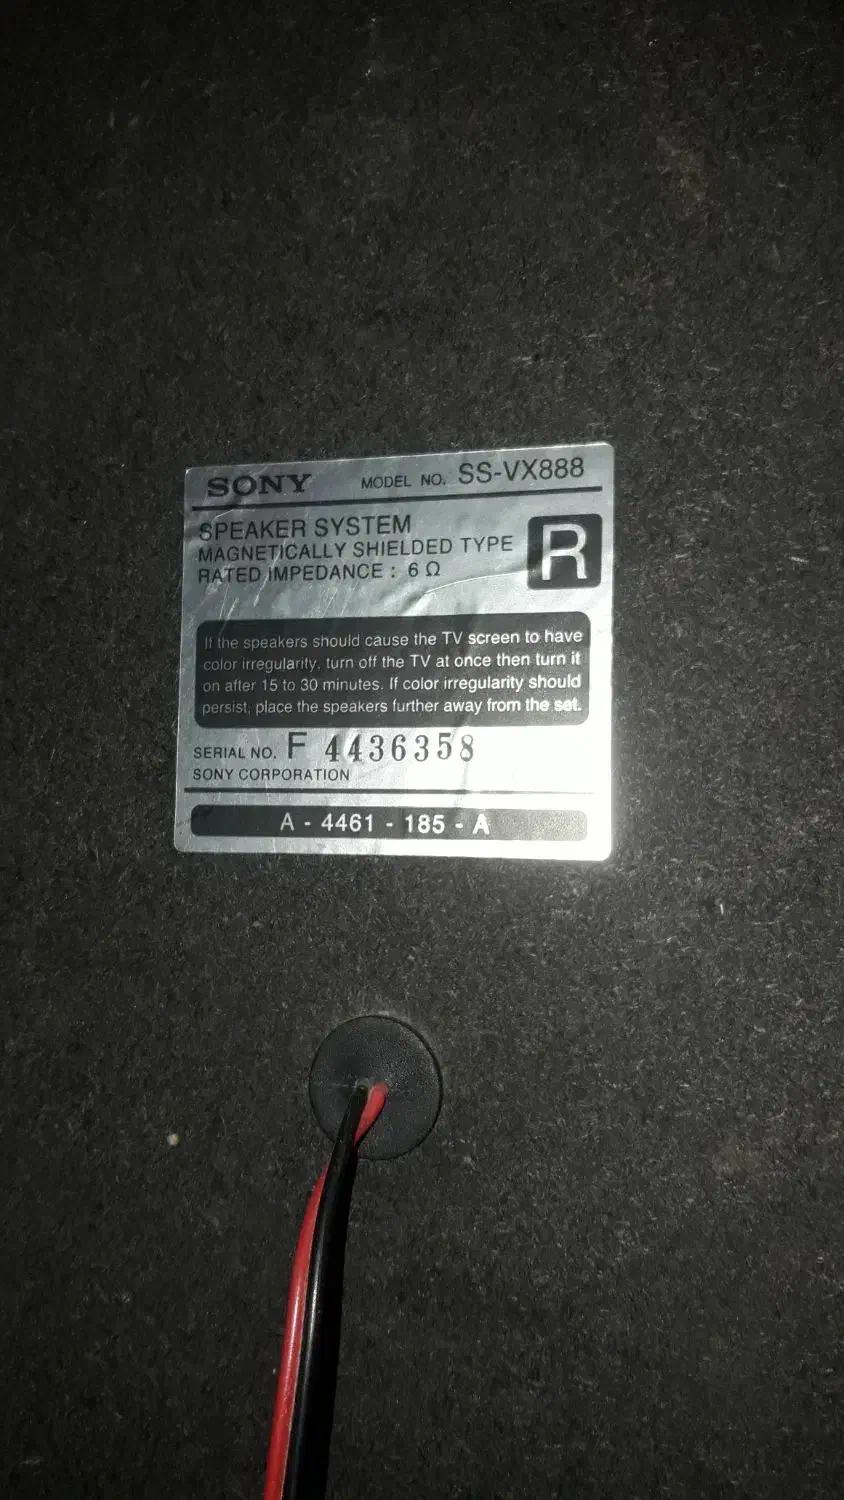 SONY MODEL NO. SS-VX888
SPEAKER SYSTEM
MAGNETICALLY SHIELDED TYPE
RATED IMPEDANCE : 6 Ω
R
If the speakers should cause the TV screen to have
color irregularity, turn off the TV at once then turn it
on after 15 to 30 minutes. If color irregularity should
persist, place the speakers further away from the set.
SERIAL NO. F 4436358
SONY CORPORATION
A - 4461 - 185 - A